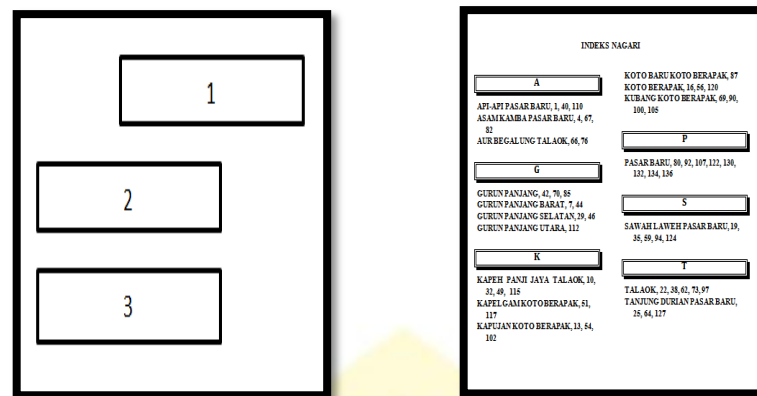 1
2
3
INDEKS NAGARI
A
API-API PASAR BARU, 1, 40, 110
ASAM KAMBA PASAR BARU, 4, 67,
82
AUR BEGALUNG TALAOK, 66, 76
G
GURUN PANJANG, 42, 70, 85
GURUN PANJANG BARAT, 7, 44
GURUN PANJANG SELATAN, 29, 46
GURUN PANJANG UTARA, 112
K
KAPEH PANJI JAYA TALAOK, 10,
32, 49, 115
KAPELGAM KOTO BERAPAK, 51,
117
KAPUJAN KOTO BERAPAK, 13, 54,
102
KOTO BARU KOTO BERAPAK, 87
KOTO BERAPAK, 16, 56, 120
KUBANG KOTO BERAPAK, 69, 90,
100, 105
P
PASAR BARU, 80, 92, 107, 122, 130,
132, 134, 136
S
SAWAH LAWEH PASAR BARU, 19,
35, 59, 94, 124
T
TALAOK, 22, 38, 62, 73, 97
TANJUNG DURIAN PASAR BARU,
25, 64, 127